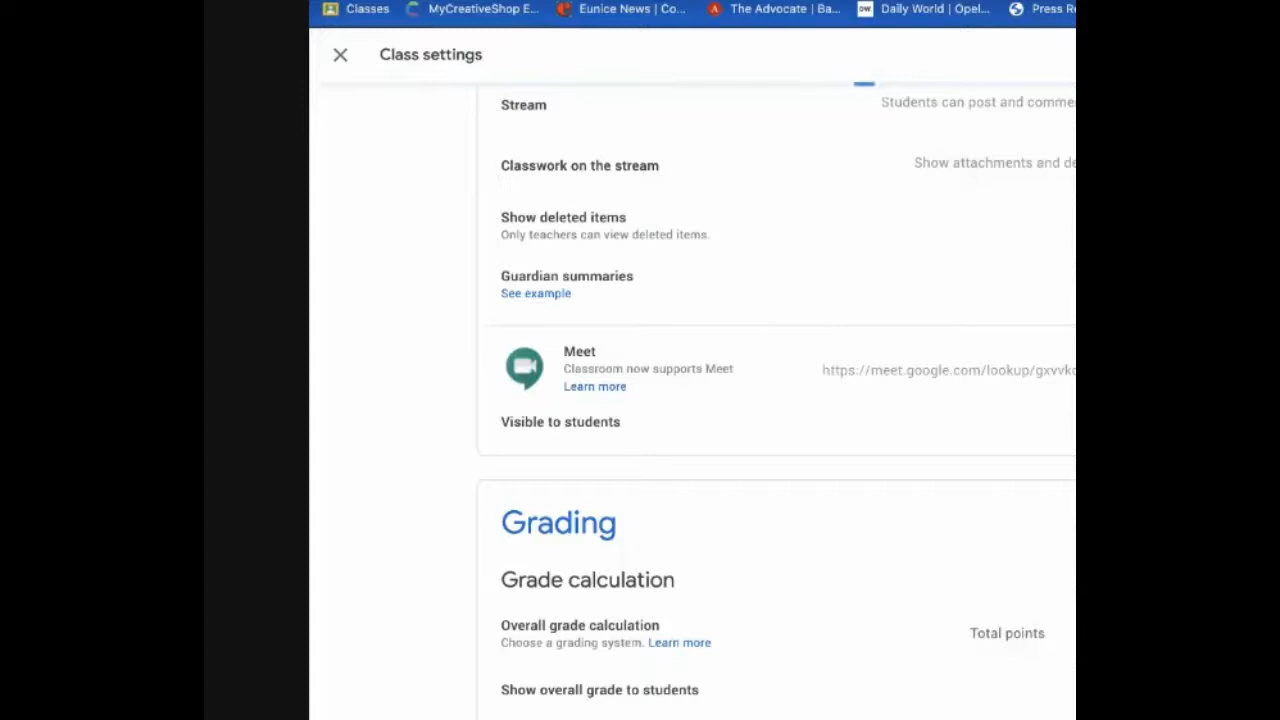 Classes MyCreativeShop E... Eunice News | Co... The Advocate | Ba... DW. Daily World | Opel... Press Re
Class settings
Stream Students can post and comme
Classwork on the stream Show attachments and de
Show deleted items
Only teachers can view deleted items.
Guardian summaries
See example
Meet
Classroom now supports Meet https://meet.google.com/lookup/gxvvkc
Learn more
Visible to students
Grading
Grade calculation
Overall grade calculation
Choose a grading system. Learn more Total points
Show overall grade to students